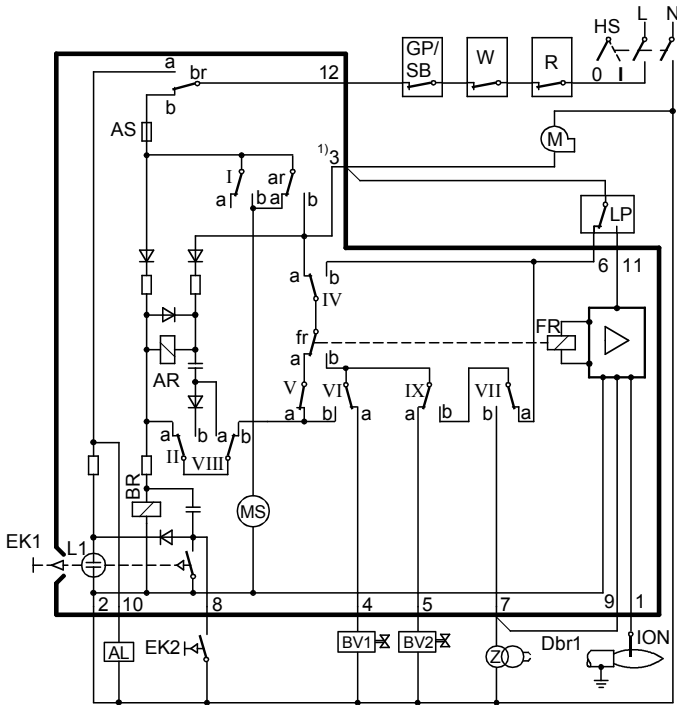 HS L N
GP/ SB W R
0 I
a br 12
b
AS
M
1) 3
I ar
a b a b
LP
6 11
a b
IV
fr FR
a b
AR
V VI IX VII
a b a a b b a
a b a b
II VIII
BR
MS
EK1 L1
2 10 8 4 5 7 9 1
AL EK2 BV1 BV2 Z Dbr1 ION